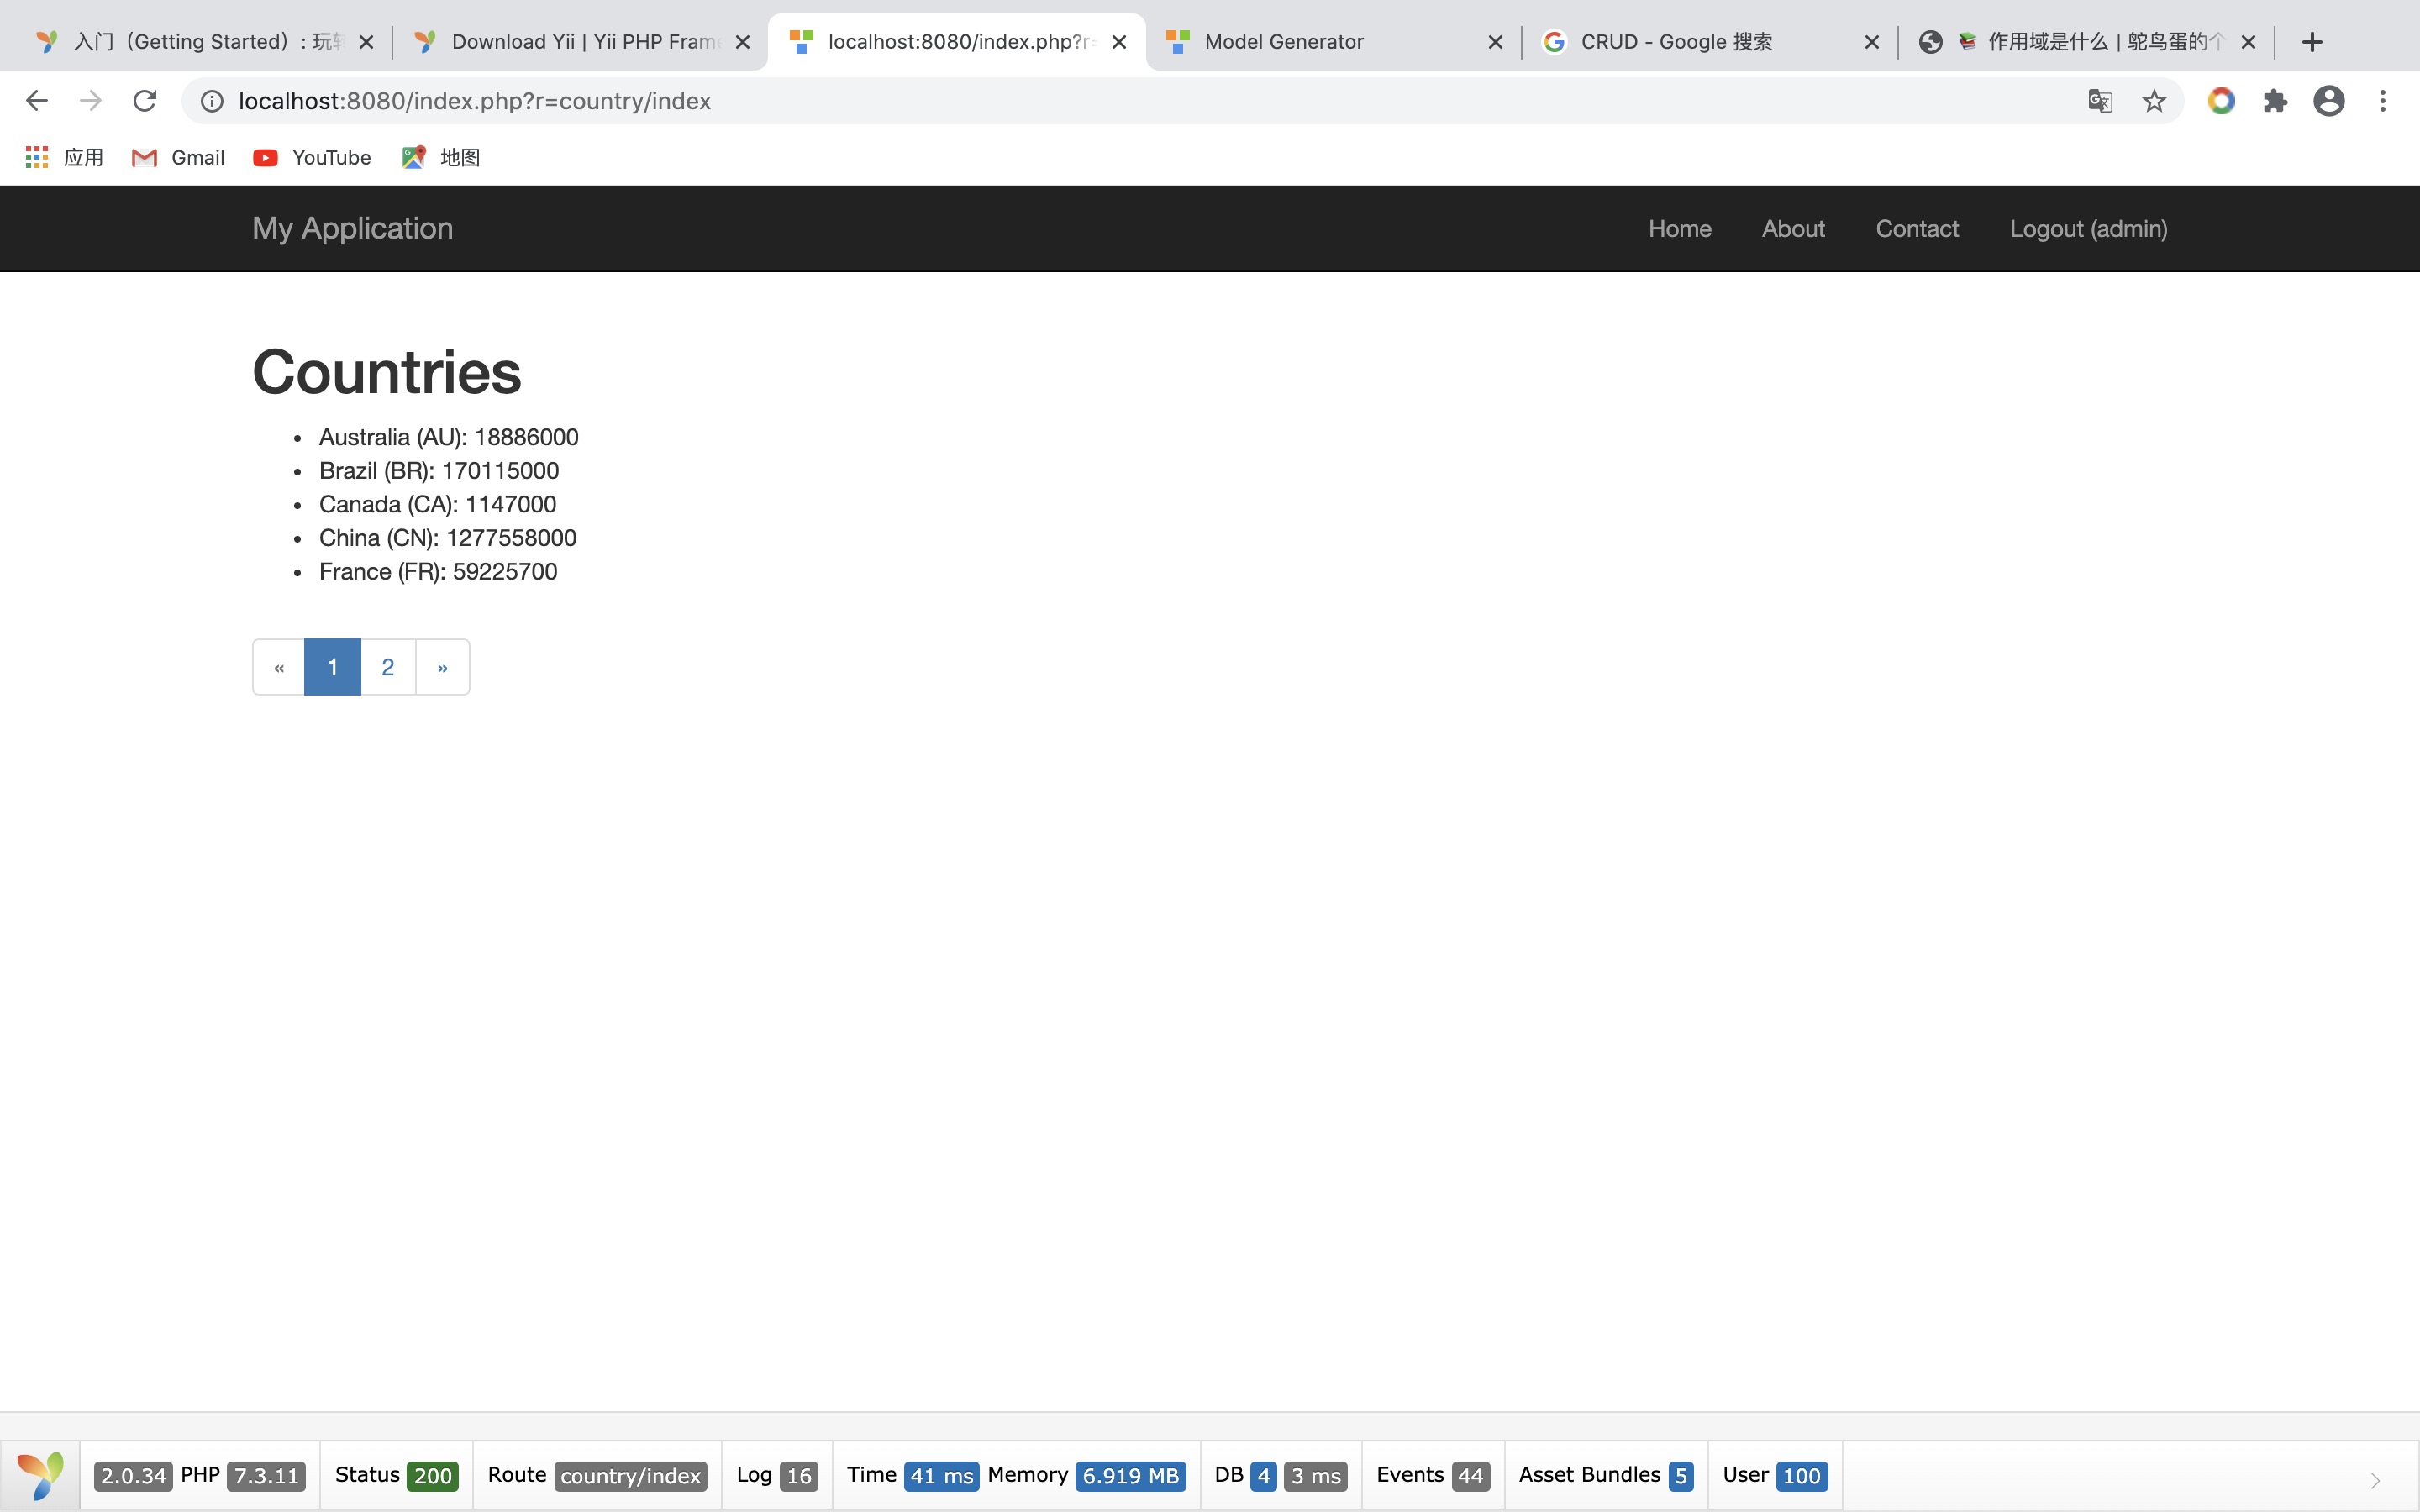 入门（Getting Started）: 玩
Download Yii | Yii PHP Fram
localhost:8080/index.php?r=
Model Generator
CRUD - Google 搜索
作用域是什么 | 鸵鸟蛋的个
localhost:8080/index.php?r=country/index
应用 Gmail YouTube 地图
My Application Home About Contact Logout (admin)
Countries
• Australia (AU): 18886000
• Brazil (BR): 170115000
• Canada (CA): 1147000
• China (CN): 1277558000
• France (FR): 59225700
« 1 2 »
2.0.34 PHP 7.3.11 Status 200 Route country/index Log 16 Time 41 ms Memory 6.919 MB DB 4 3 ms Events 44 Asset Bundles 5 User 100